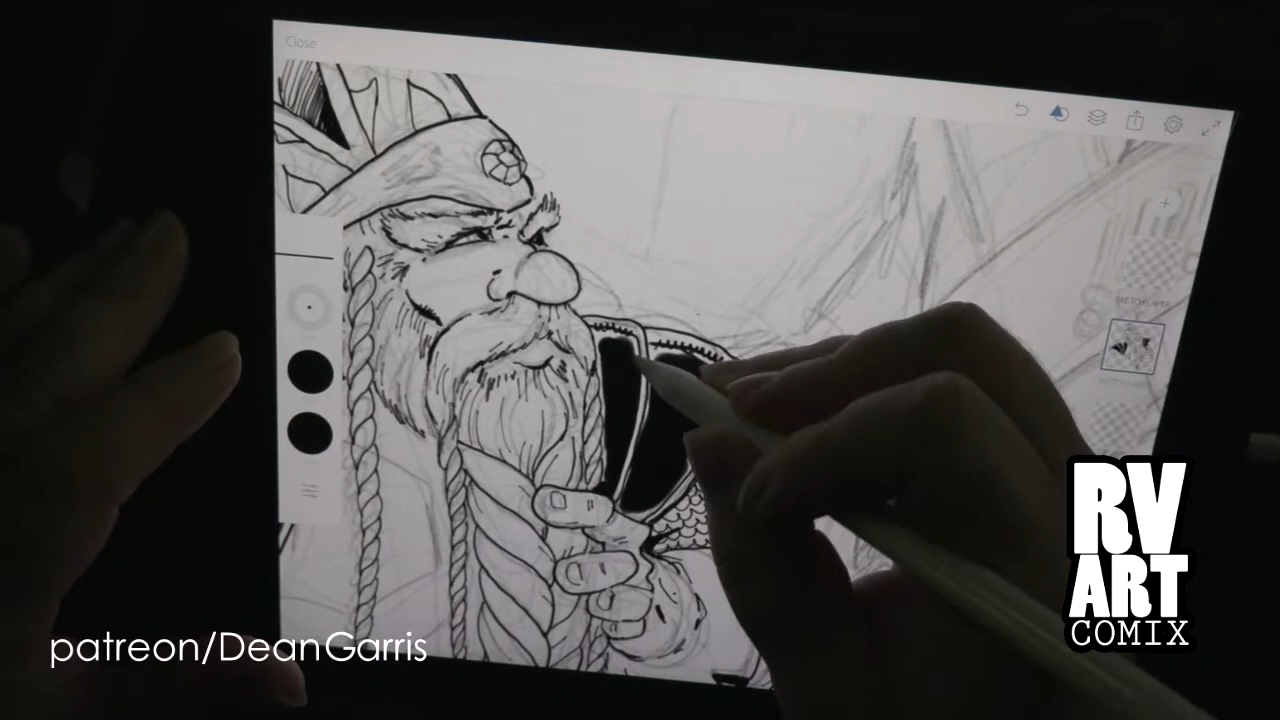 Close
SKETCH LAYER
RV
ART
COMIX
patreon/DeanGarris